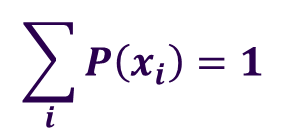 ∑ᵢ P(xᵢ) = 1